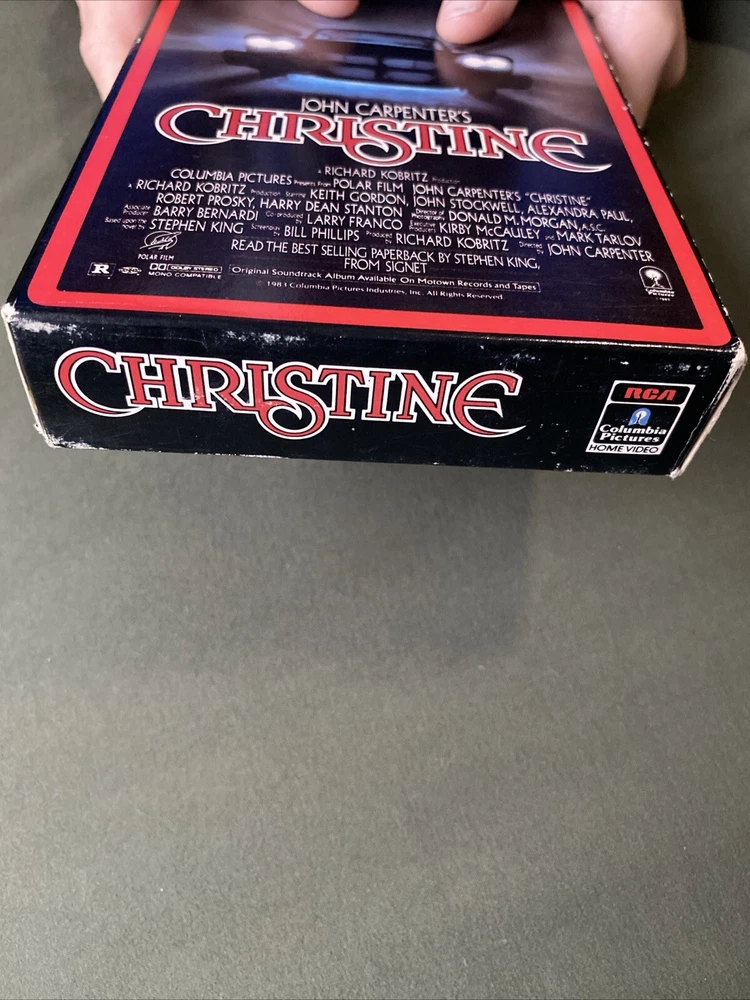 JOHN CARPENTER'S
CHRISTINE
A RICHARD KOBRITZ Production
COLUMBIA PICTURES Presents From POLAR FILM JOHN CARPENTER'S "CHRISTINE"
A RICHARD KOBRITZ Production Starring KEITH GORDON, JOHN STOCKWELL, ALEXANDRA PAUL,
ROBERT PROSKY, HARRY DEAN STANTON Director of Photography DONALD M. MORGAN, A.S.C.
Associate Producer BARRY BERNARDI Co-produced by LARRY FRANCO Executive Producers KIRBY McCAULEY and MARK TARLOV
Based upon the novel by STEPHEN KING Screenplay BILL PHILLIPS Produced by RICHARD KOBRITZ Directed by JOHN CARPENTER
READ THE BEST SELLING PAPERBACK BY STEPHEN KING,
FROM SIGNET
POLAR FILM
R
DOLBY STEREO
MONO COMPATIBLE
Original Soundtrack Album Available On Motown Records and Tapes
© 1983 Columbia Pictures Industries, Inc. All Rights Reserved.
Columbia
Pictures
CHRISTINE
RCA
Columbia
Pictures
HOME VIDEO